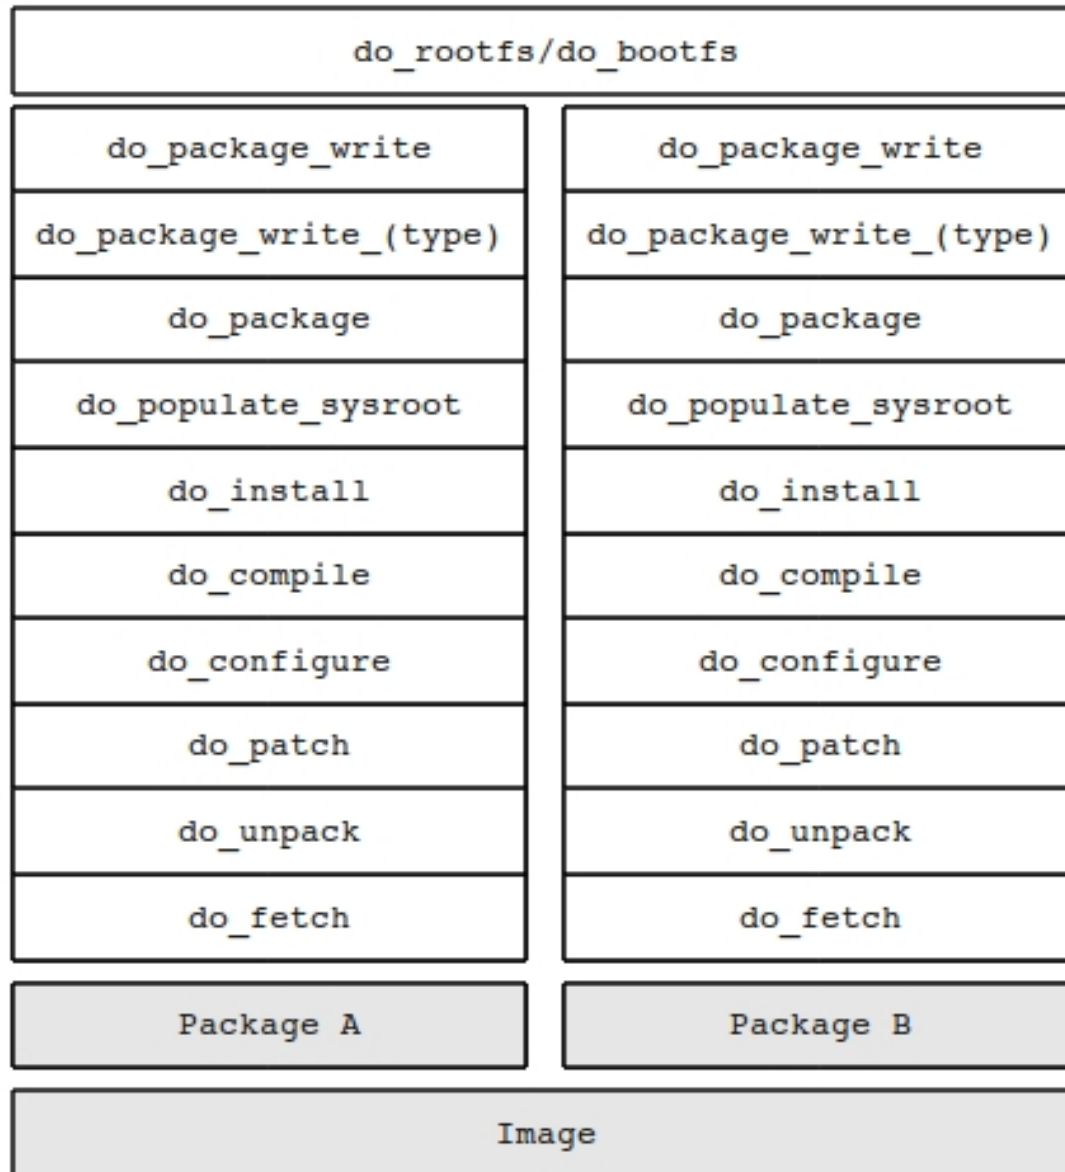 do_rootfs/do_bootfs
do_package_write
do_package_write
do_package_write_(type)
do_package_write_(type)
do_package
do_package
do_populate_sysroot
do_populate_sysroot
do_install
do_install
do_compile
do_compile
do_configure
do_configure
do_patch
do_patch
do_unpack
do_unpack
do_fetch
do_fetch
Package A
Package B
Image